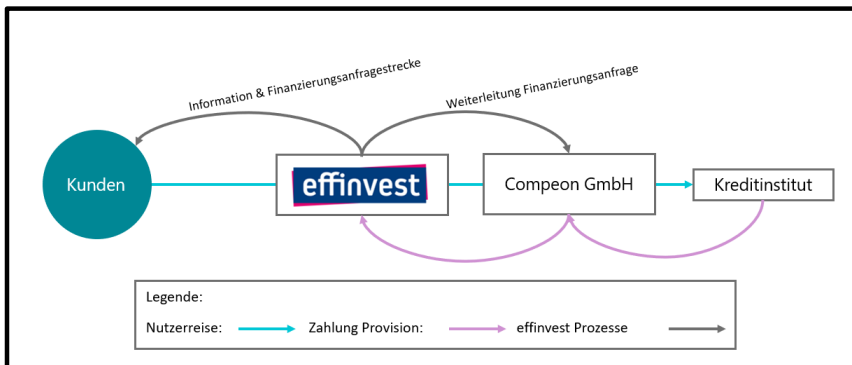 Information & Finanzierungsanfragestrecke
Weiterleitung Finanzierungsanfrage
Kunden
effinvest
Compeon GmbH
Kreditinstitut
Legende:
Nutzerreise:
Zahlung Provision:
effinvest Prozesse